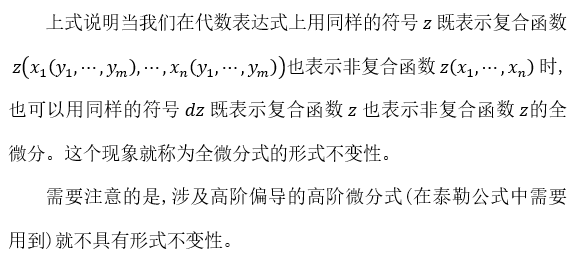 上式说明当我们在代数表达式上用同样的符号 z 既表示复合函数
z(x₁(y₁,⋯,yₘ),⋯,xₙ(y₁,⋯,yₘ))也表示非复合函数 z(x₁,⋯,xₙ) 时,
也可以用同样的符号 dz 既表示复合函数 z 也表示非复合函数 z的全
微分。这个现象就称为全微分式的形式不变性。
需要注意的是,涉及高阶偏导的高阶微分式(在泰勒公式中需要
用到)就不具有形式不变性。